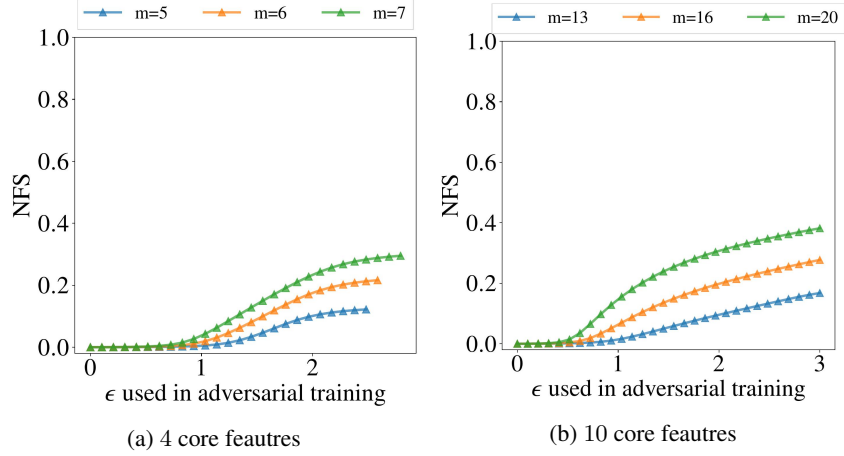 m=5 m=6 m=7
1.0
0.8
0.6
0.4
0.2
0.0
NFS
0 1 2
ϵ used in adversarial training
(a) 4 core feautres
m=13 m=16 m=20
1.0
0.8
0.6
0.4
0.2
0.0
NFS
0 1 2 3
ϵ used in adversarial training
(b) 10 core feautres